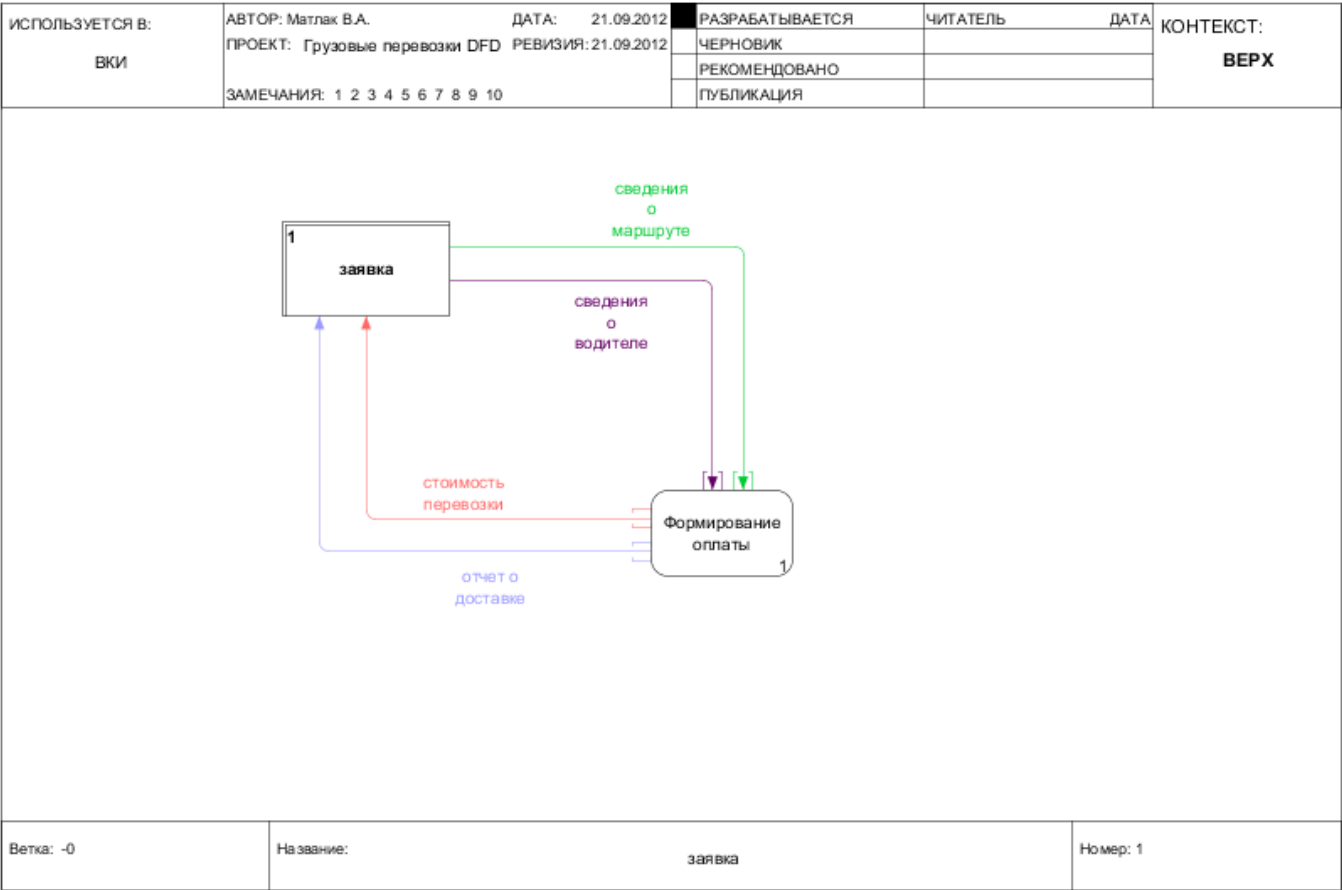 ИСПОЛЬЗУЕТСЯ В:
ВКИ
АВТОР: Матлак В.А.
ДАТА: 21.09.2012
ПРОЕКТ: Грузовые перевозки DFD
РЕВИЗИЯ: 21.09.2012
ЗАМЕЧАНИЯ: 1 2 3 4 5 6 7 8 9 10
РАЗРАБАТЫВАЕТСЯ
ЧЕРНОВИК
РЕКОМЕНДОВАНО
ПУБЛИКАЦИЯ
ЧИТАТЕЛЬ
ДАТА
КОНТЕКСТ:
ВЕРХ
сведения
о
маршруте
1
заявка
сведения
о
водителе
стоимость
перевозки
Формирование
оплаты
1
отчет о
доставке
Ветка: -0
Название:
заявка
Номер: 1